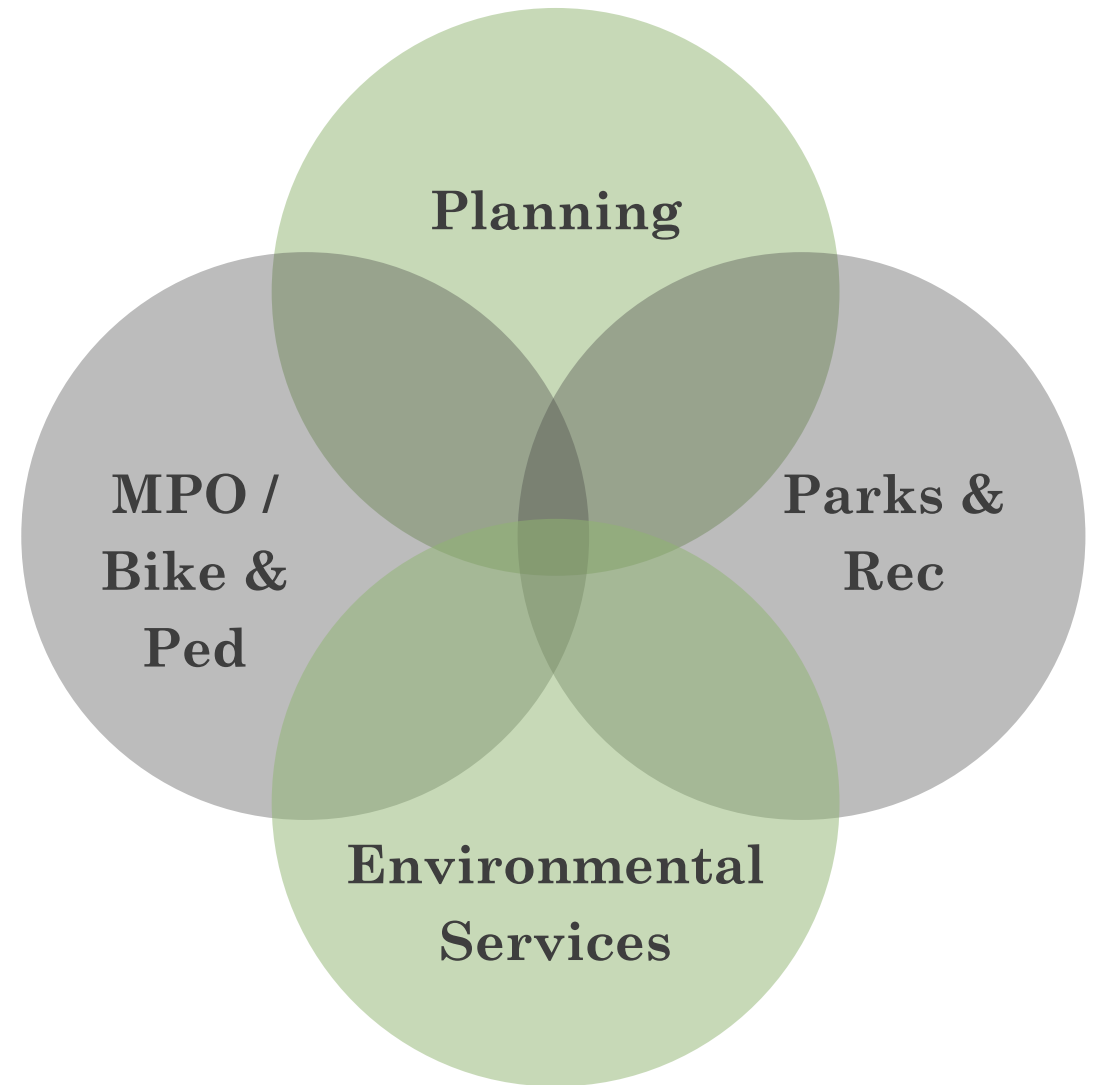 Planning
MPO /
Bike &
Ped
Parks &
Rec
Environmental
Services